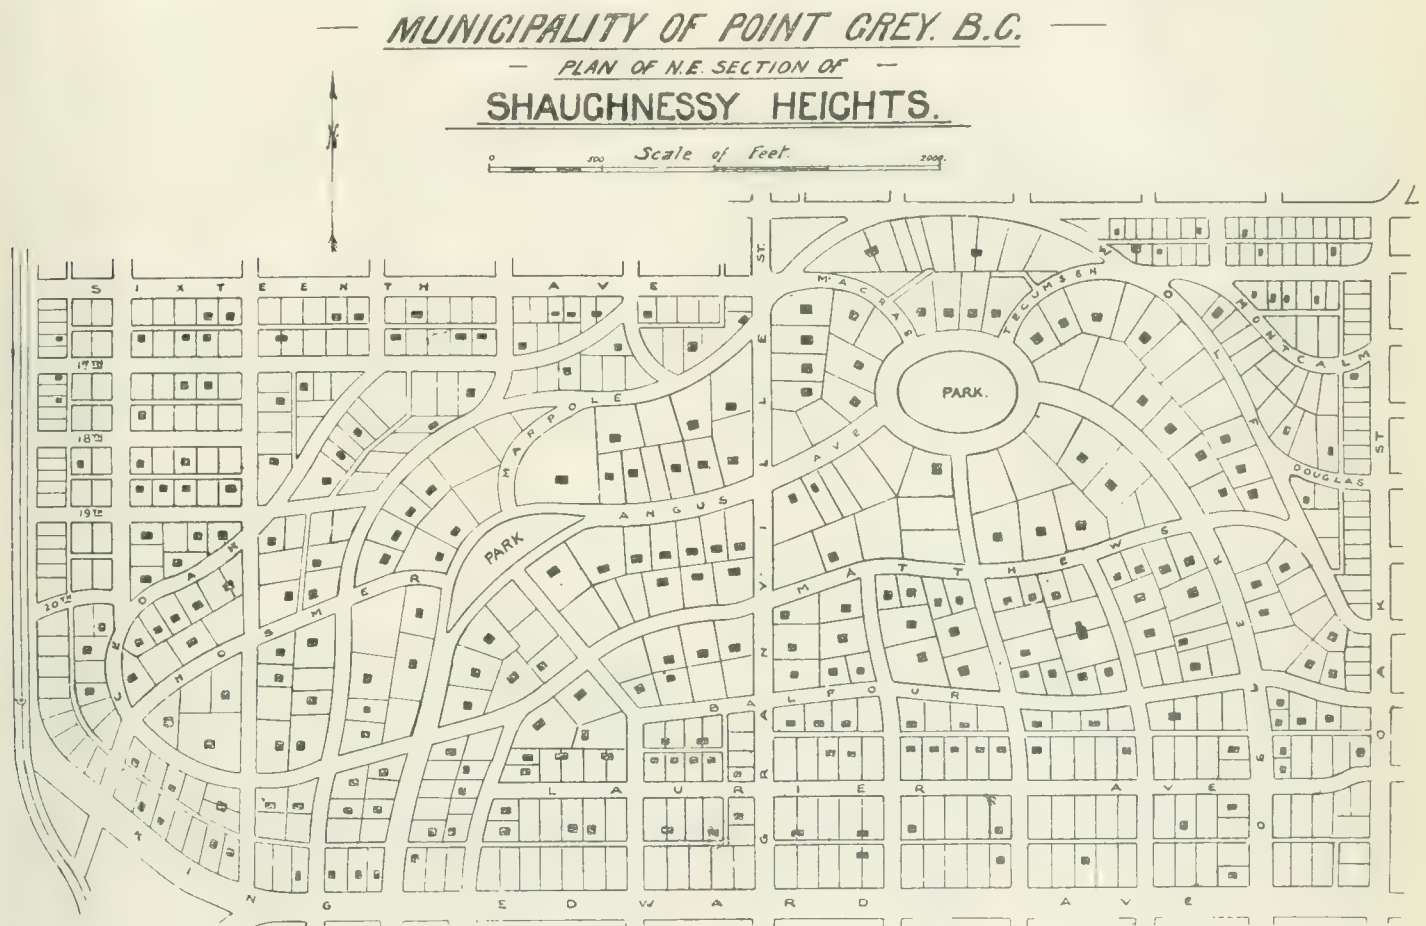 MUNICIPALITY OF POINT GREY. B.C.
PLAN OF N.E. SECTION OF
SHAUGHNESSY HEIGHTS.
Scale of Feet.
0 500 2000.
N
SIXTEENTH AVE
17TH
18TH
19TH
20TH
MARPOLE
ANGUS AVE
PARK
PARK.
MACRAE
TECUMSEH
MONTCALM
DOUGLAS
OSLER
GRANVILLE ST.
OAK ST
MATTHEWS
BALFOUR
LAURIER AVE
KING EDWARD AVE